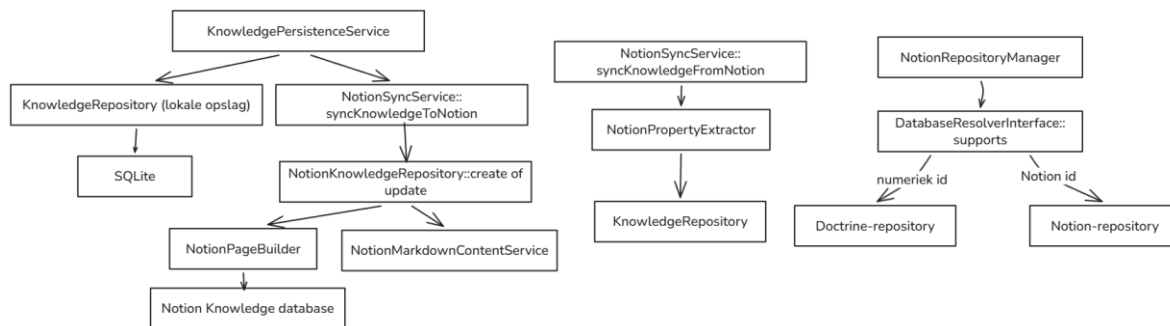 KnowledgePersistenceService
KnowledgeRepository (lokale opslag)
NotionSyncService::
syncKnowledgeToNotion
SQLite
NotionKnowledgeRepository::create of
update
NotionPageBuilder
NotionMarkdownContentService
Notion Knowledge database
NotionSyncService::
syncKnowledgeFromNotion
NotionPropertyExtractor
KnowledgeRepository
NotionRepositoryManager
DatabaseResolverInterface::
supports
numeriek id
Notion id
Doctrine-repository
Notion-repository